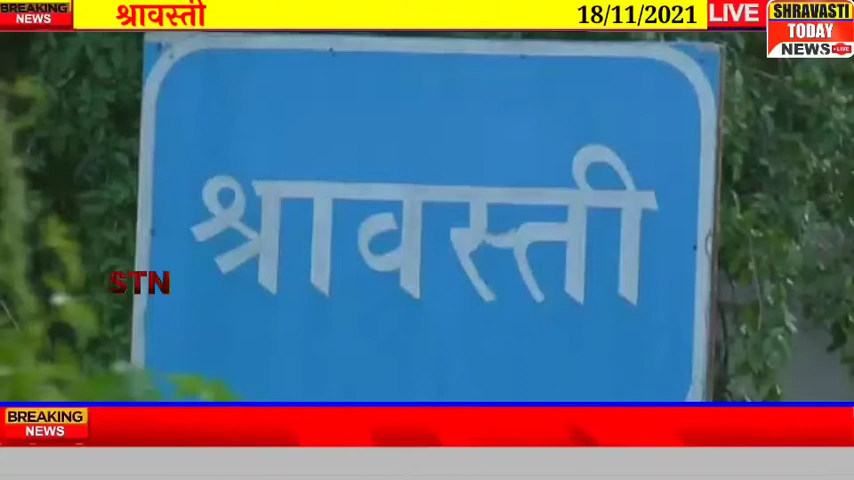 BREAKING
NEWS
श्रावस्ती
18/11/2021
LIVE
SHRAVASTI
TODAY
NEWS LIVE
श्रावस्ती
STN
BREAKING
NEWS